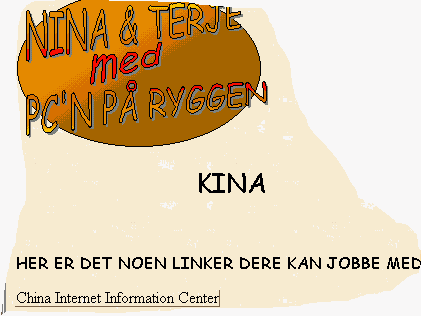 NINA & TERJE
med
PC'N PÅ RYGGEN
KINA
HER ER DET NOEN LINKER DERE KAN JOBBE MED
China Internet Information Center